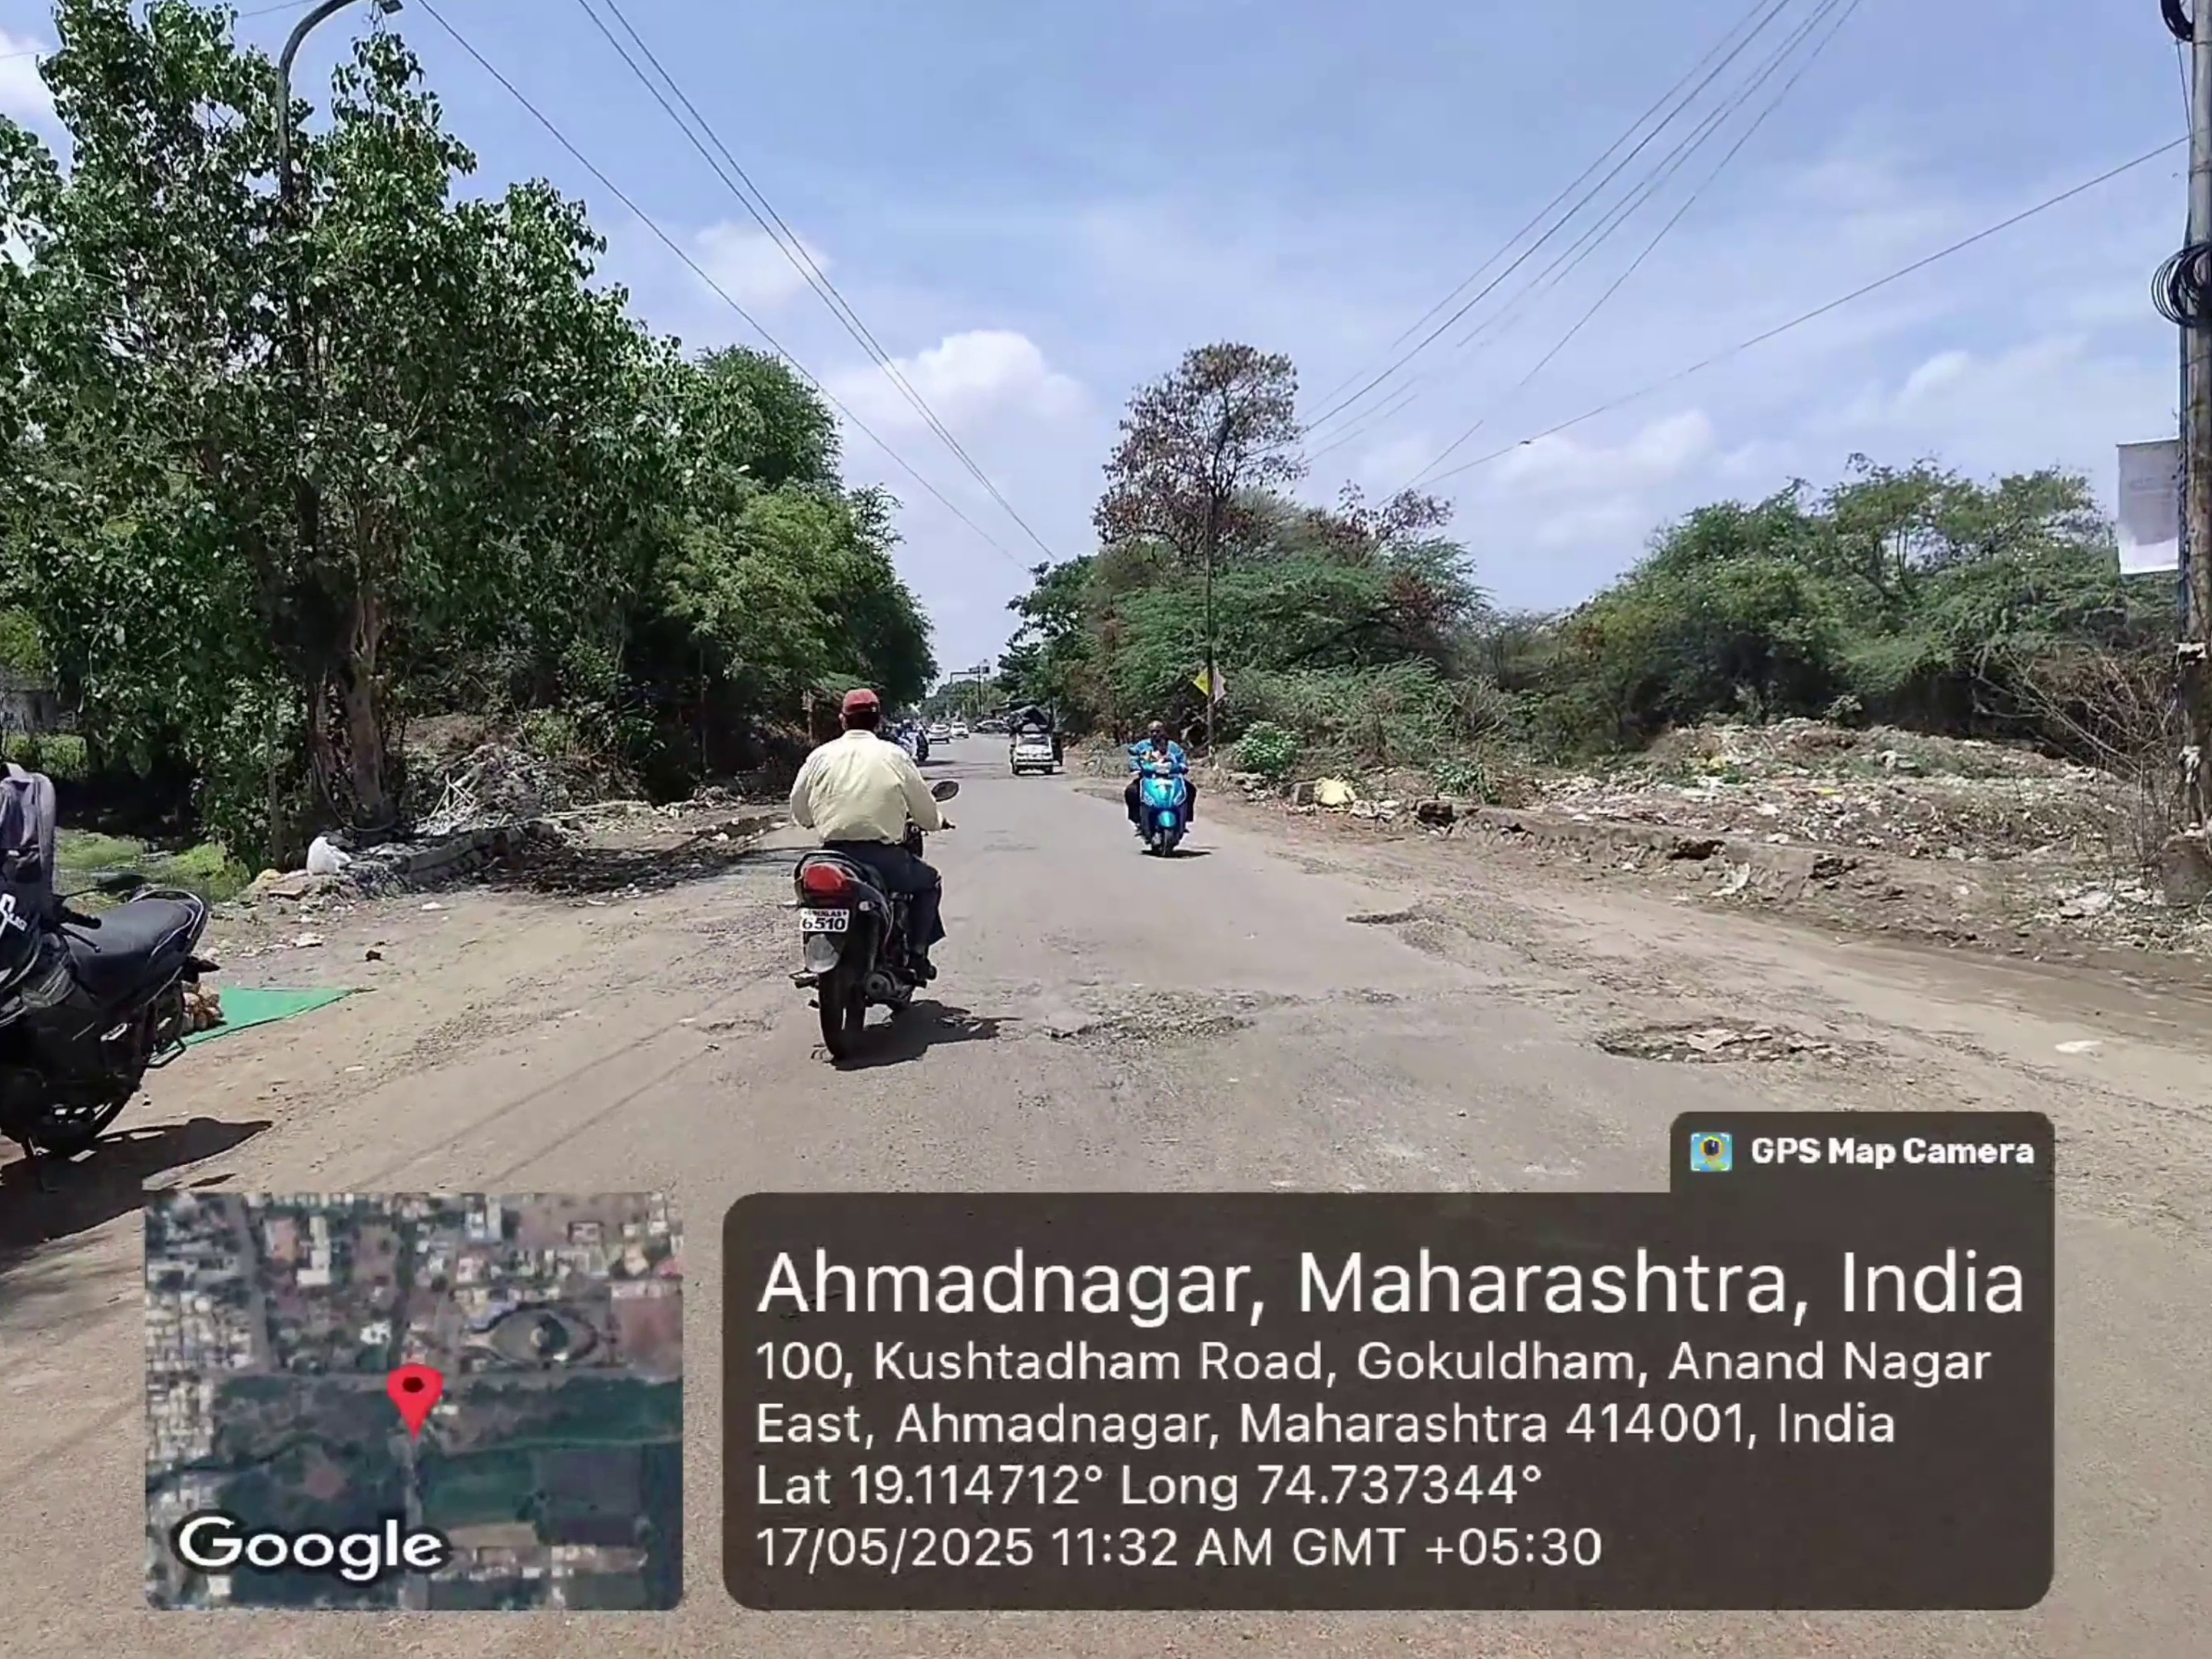 6510
GPS Map Camera
Ahmadnagar, Maharashtra, India
100, Kushtadham Road, Gokuldham, Anand Nagar
East, Ahmadnagar, Maharashtra 414001, India
Lat 19.114712° Long 74.737344°
17/05/2025 11:32 AM GMT +05:30
Google